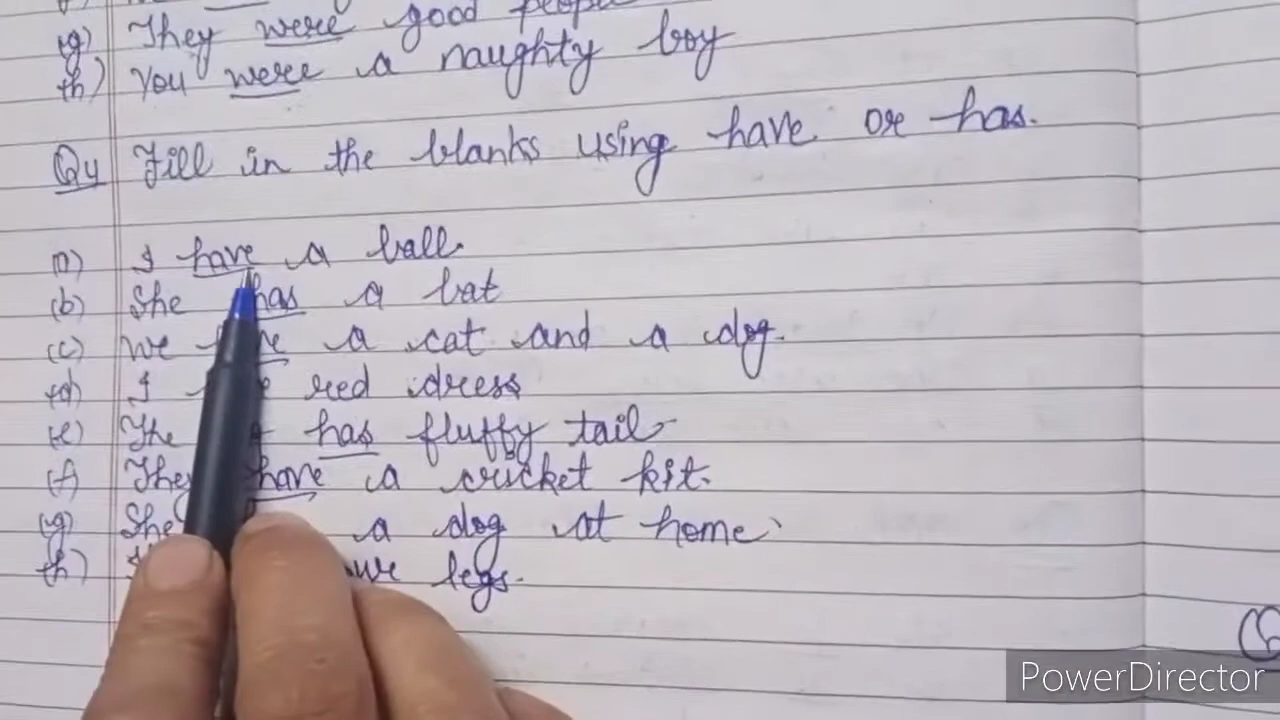 (g) They were good people
(h) You were a naughty boy
Q4 Fill in the blanks using have or has.
(a) I have a ball.
(b) She has a bat
(c) we have a cat and a dog.
(d) I red dress
(e) The has fluffy tail
(f) They have a cricket kit.
(g) She a dog at home
(h) legs.
PowerDirector